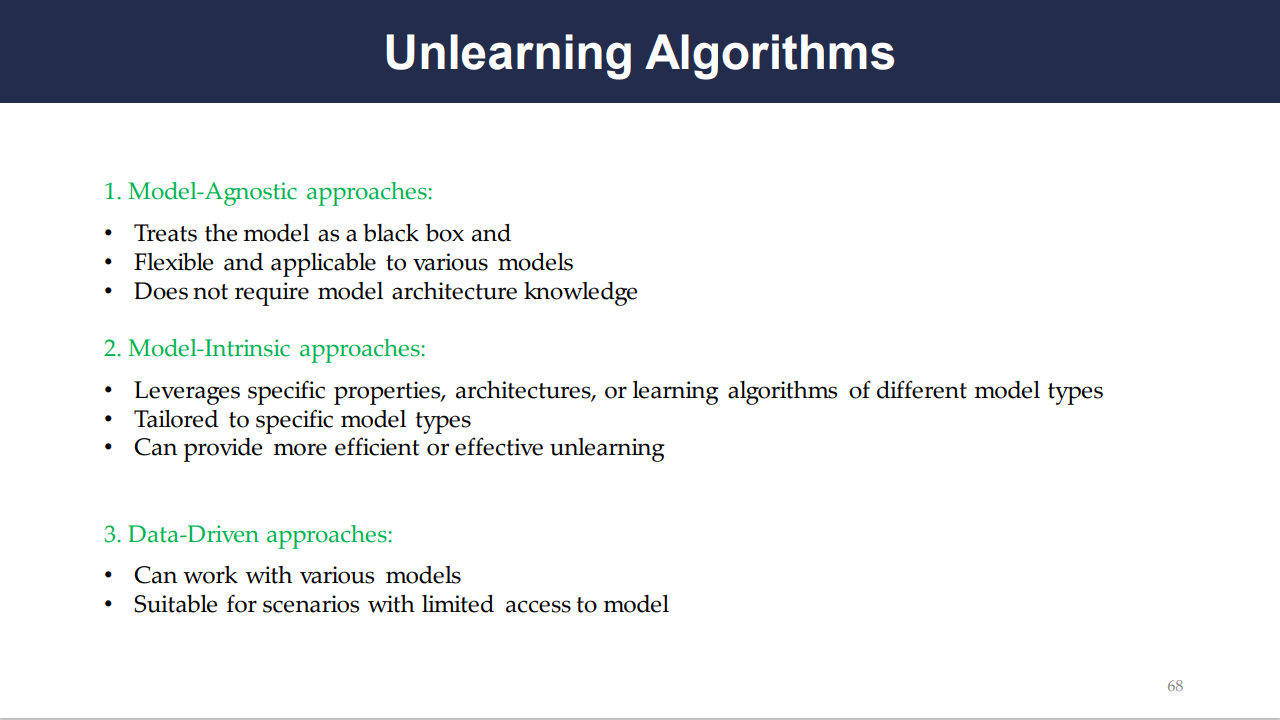 Unlearning Algorithms
1. Model-Agnostic approaches:
• Treats the model as a black box and
• Flexible and applicable to various models
• Does not require model architecture knowledge
2. Model-Intrinsic approaches:
• Leverages specific properties, architectures, or learning algorithms of different model types
• Tailored to specific model types
• Can provide more efficient or effective unlearning
3. Data-Driven approaches:
• Can work with various models
• Suitable for scenarios with limited access to model
68